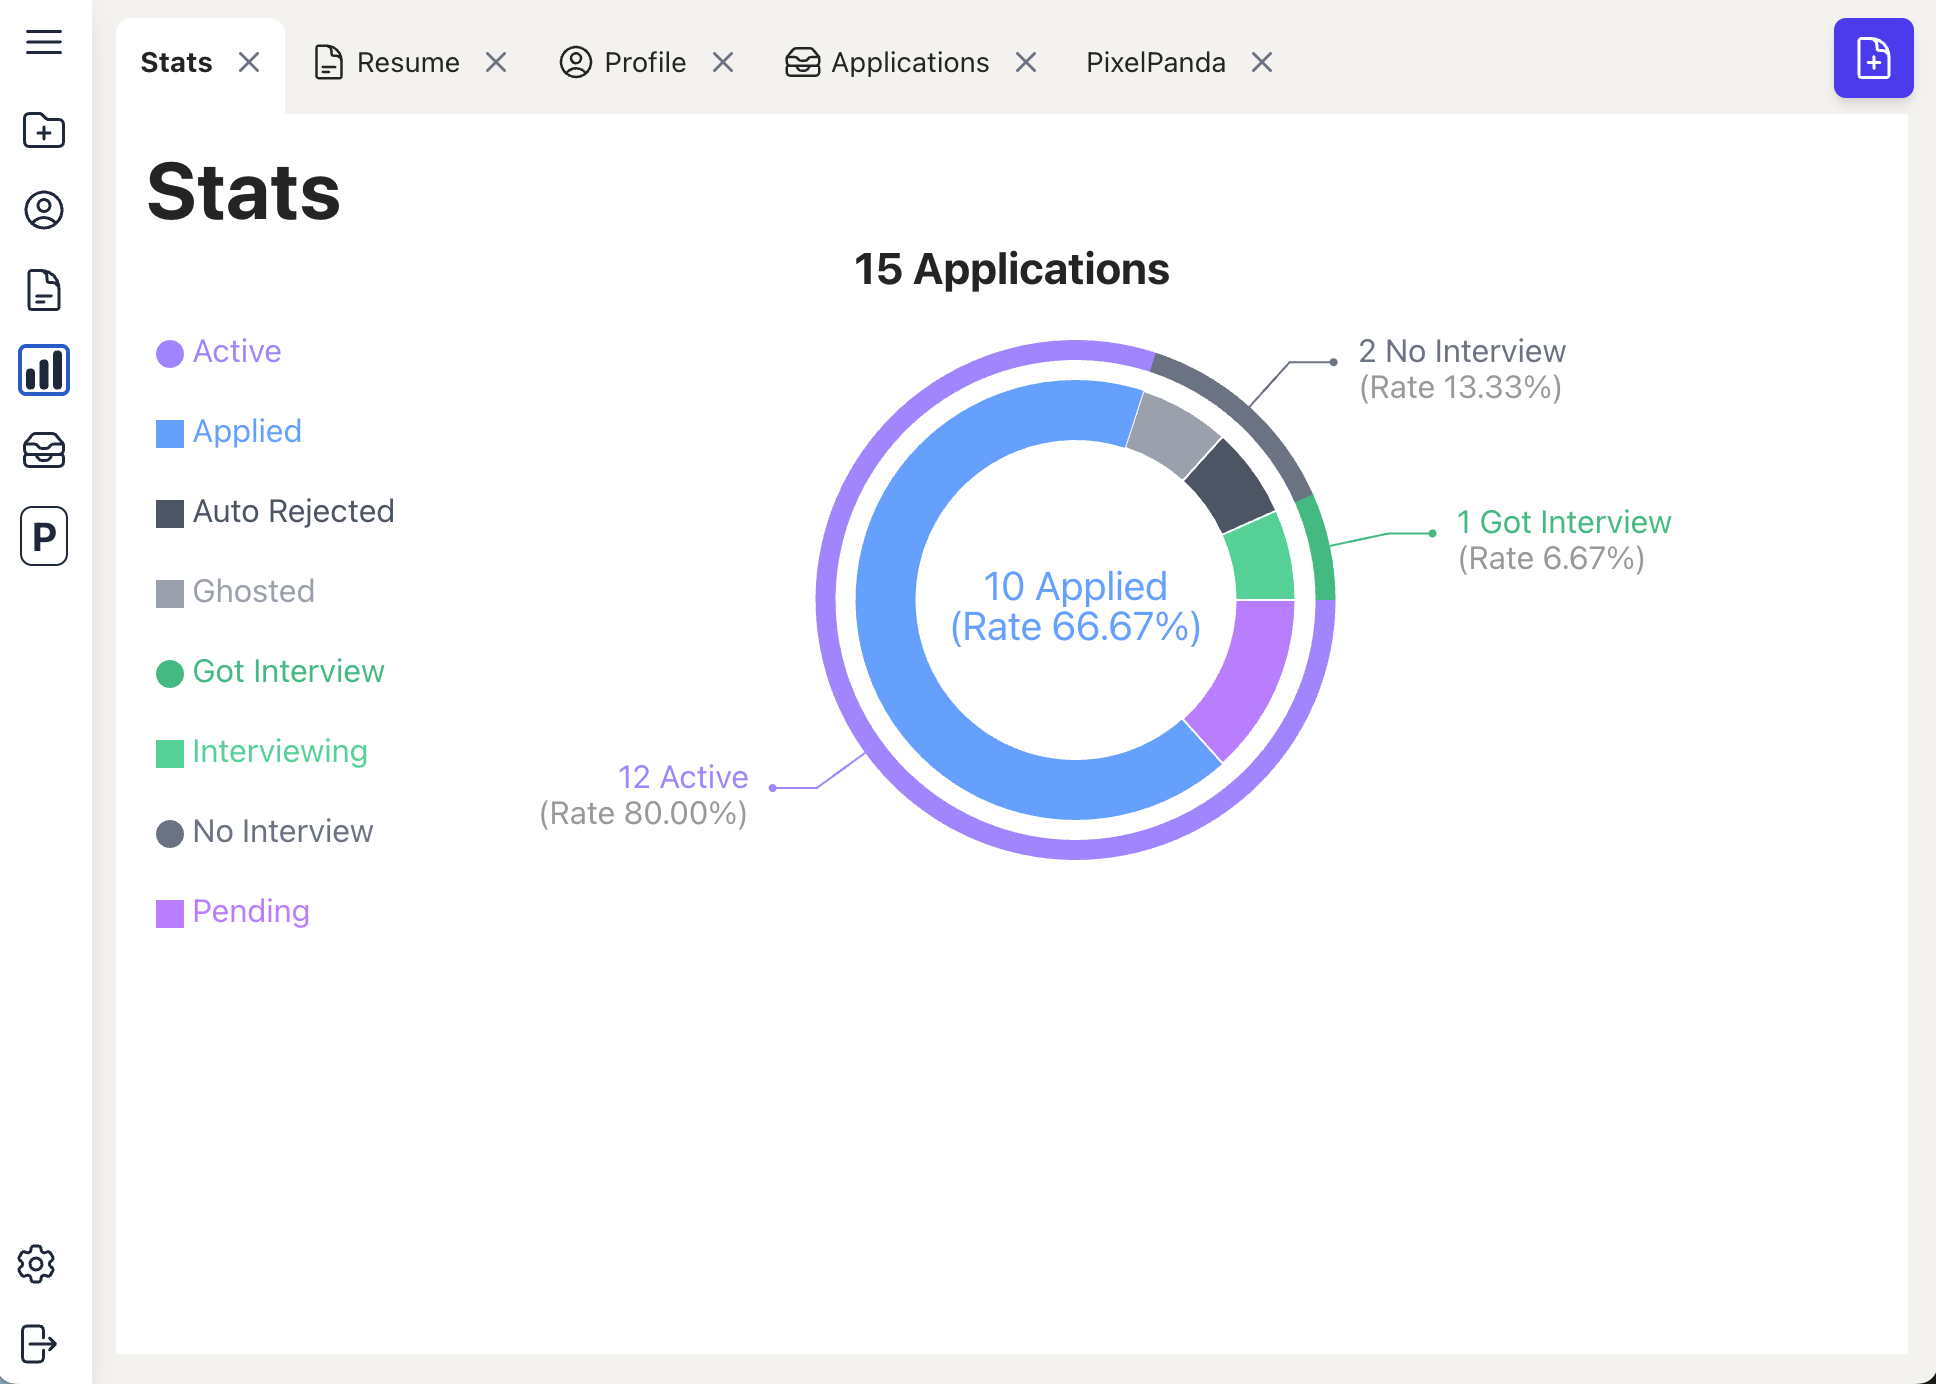 Stats
Resume
Profile
Applications
PixelPanda
P
Stats
15 Applications
Active
Applied
Auto Rejected
Ghosted
Got Interview
Interviewing
No Interview
Pending
2 No Interview
(Rate 13.33%)
1 Got Interview
(Rate 6.67%)
10 Applied
(Rate 66.67%)
12 Active
(Rate 80.00%)